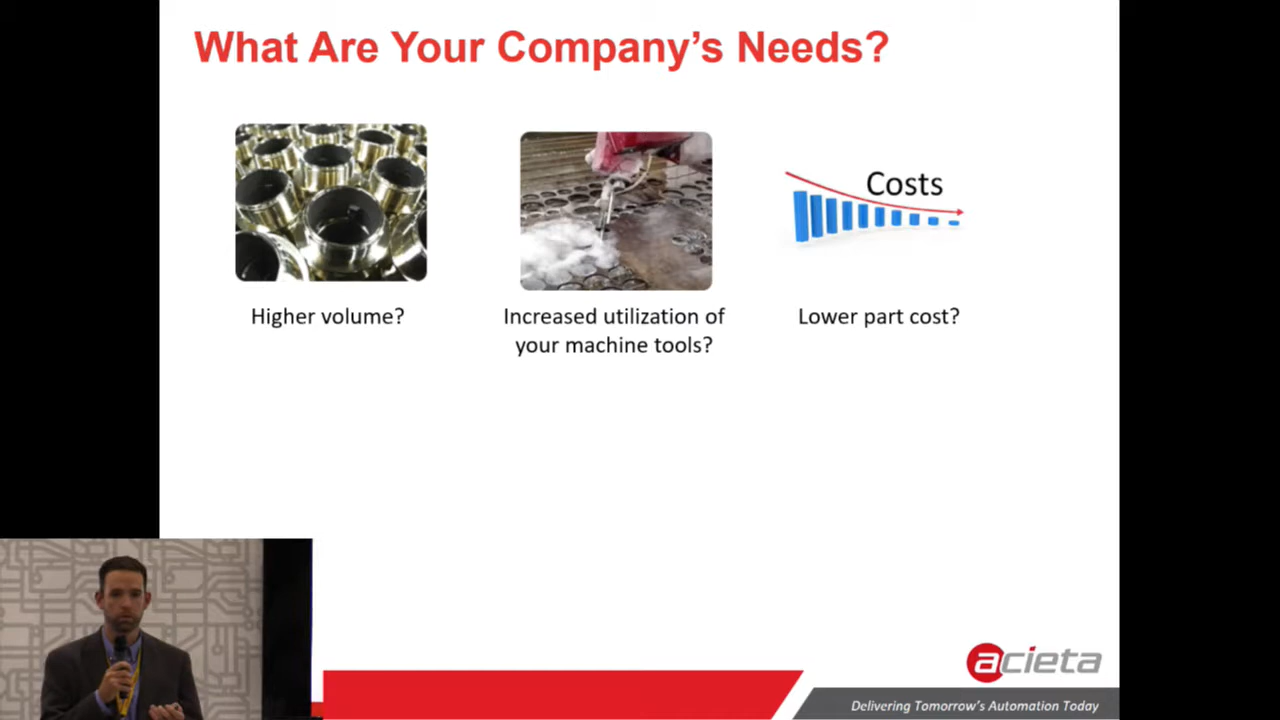 What Are Your Company's Needs?
Costs
Higher volume?
Increased utilization of
your machine tools?
Lower part cost?
acieta
Delivering Tomorrow's Automation Today